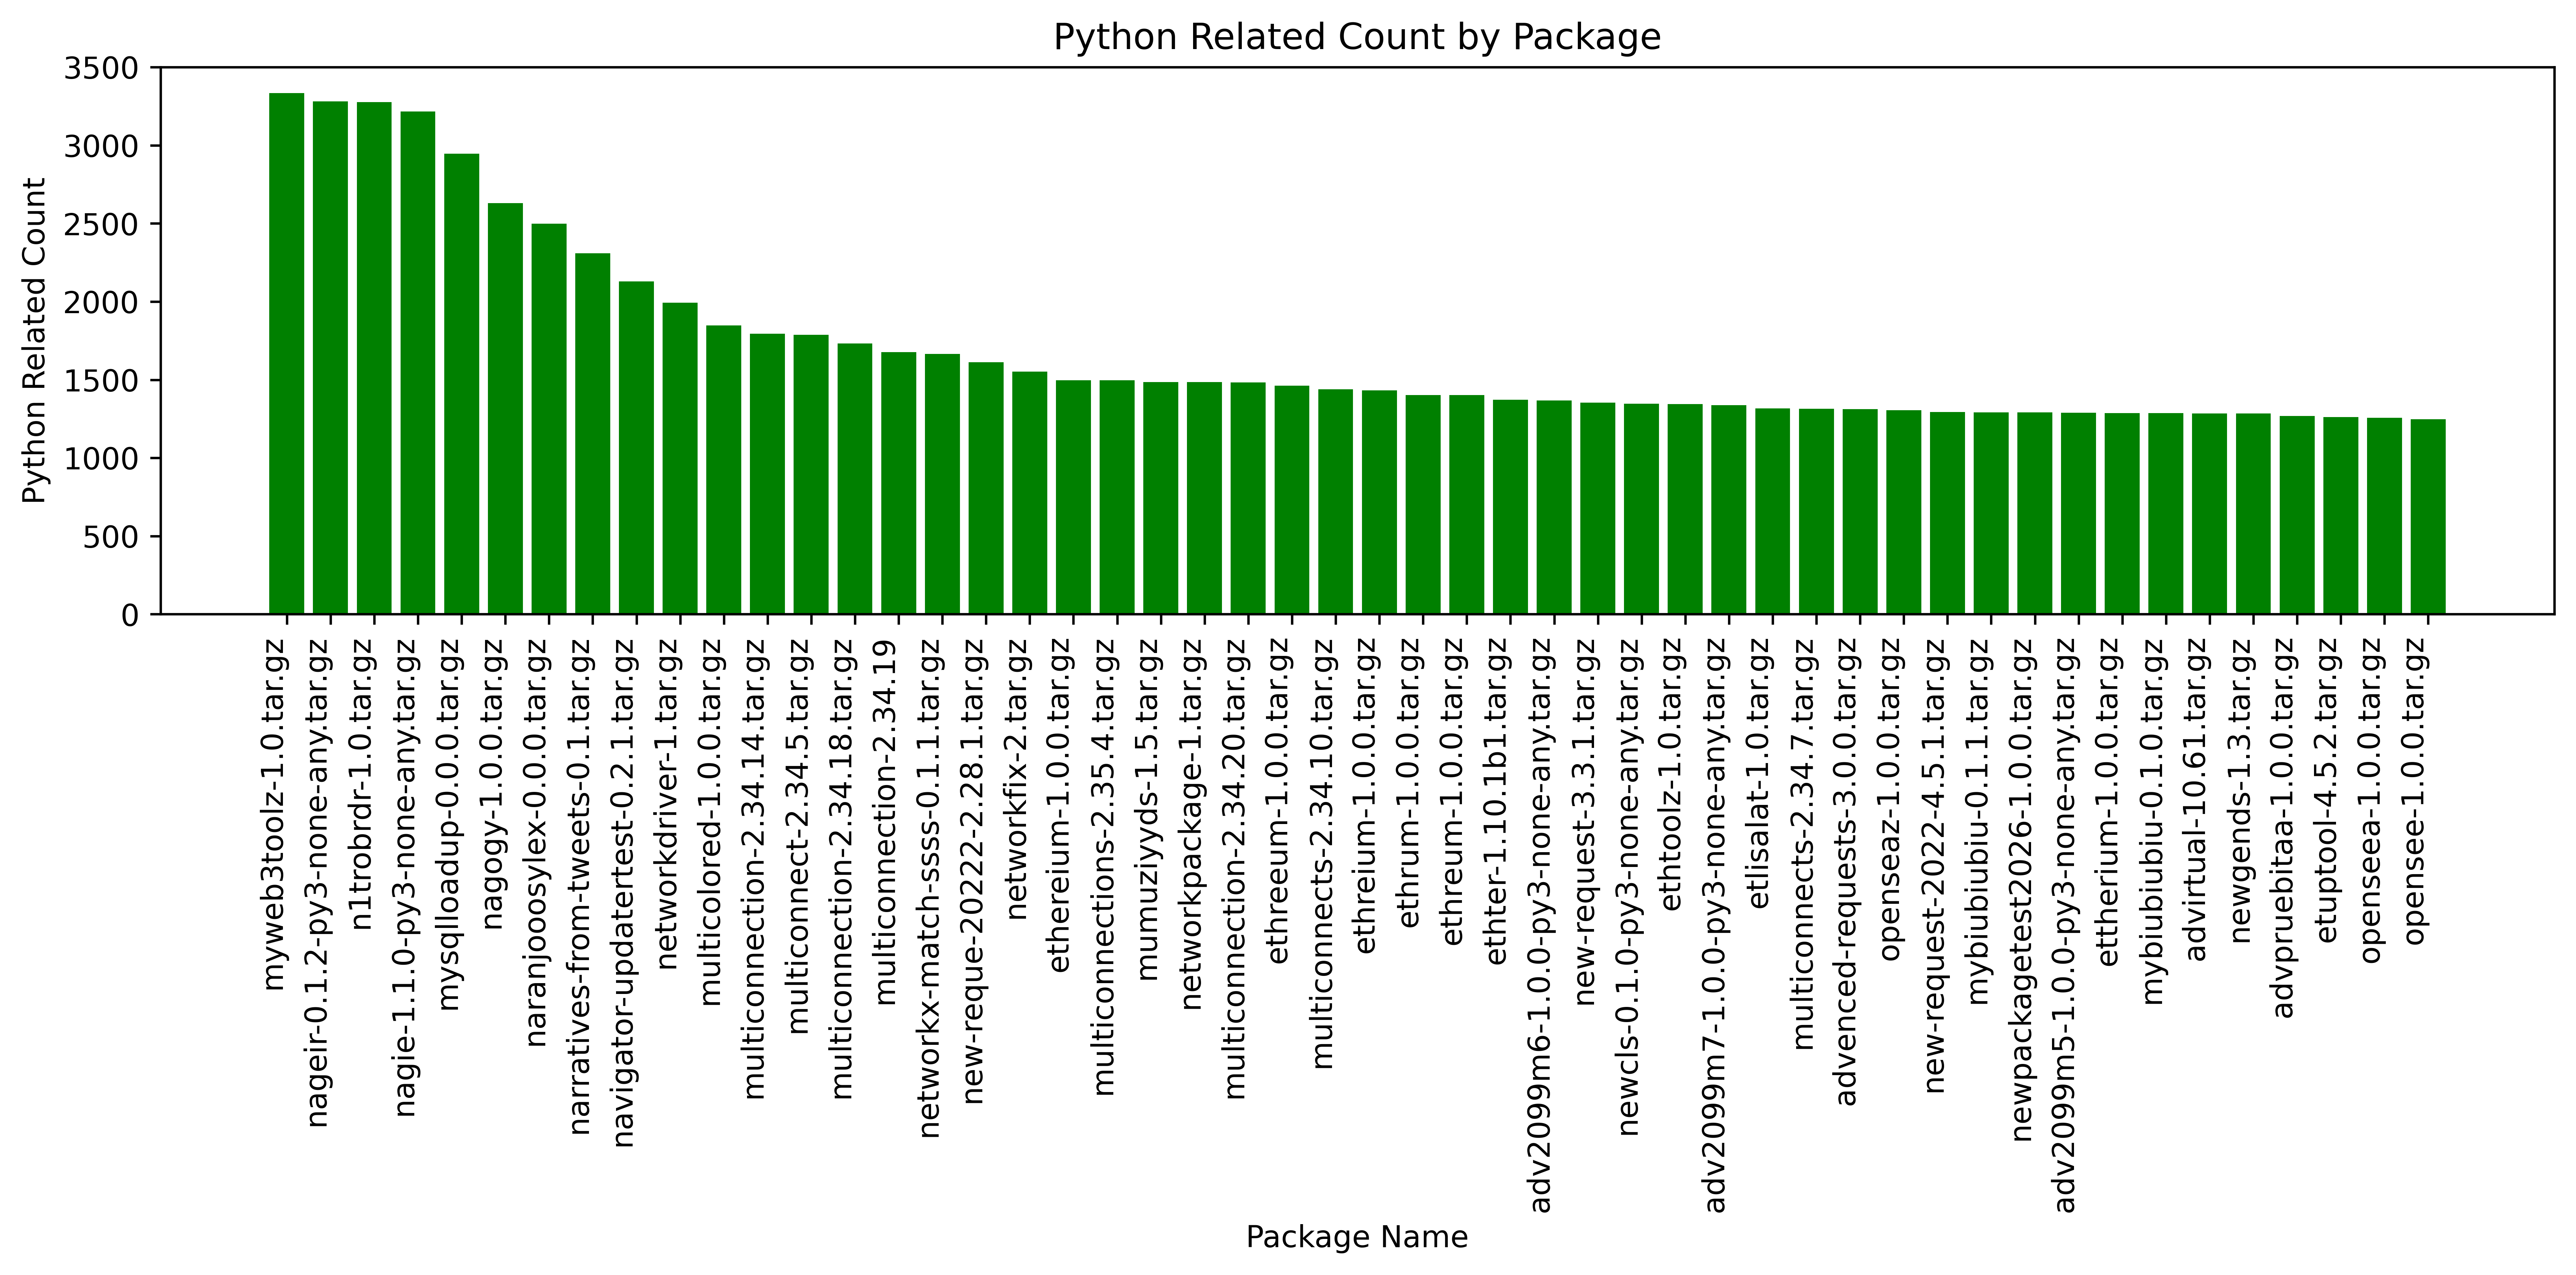 Python Related Count by Package
Python Related Count
3500
3000
2500
2000
1500
1000
500
0
myweb3toolz-1.0.tar.gz
nageir-0.1.2-py3-none-any.tar.gz
n1trobrdr-1.0.tar.gz
nagie-1.1.0-py3-none-any.tar.gz
mysqlloadup-0.0.0.tar.gz
nagogy-1.0.0.tar.gz
naranjooosylex-0.0.0.tar.gz
narratives-from-tweets-0.1.tar.gz
navigator-updatertest-0.2.1.tar.gz
networkdriver-1.tar.gz
multicolored-1.0.0.tar.gz
multiconnection-2.34.14.tar.gz
multiconnect-2.34.5.tar.gz
multiconnection-2.34.18.tar.gz
multiconnection-2.34.19
networkx-match-ssss-0.1.1.tar.gz
new-reque-20222-2.28.1.tar.gz
networkfix-2.tar.gz
ethereium-1.0.0.tar.gz
multiconnections-2.35.4.tar.gz
mumuziyyds-1.5.tar.gz
networkpackage-1.tar.gz
multiconnection-2.34.20.tar.gz
ethreeum-1.0.0.tar.gz
multiconnects-2.34.10.tar.gz
ethreium-1.0.0.tar.gz
ethrum-1.0.0.tar.gz
ethreum-1.0.0.tar.gz
ethter-1.10.1b1.tar.gz
adv2099m6-1.0.0-py3-none-any.tar.gz
new-request-3.3.1.tar.gz
newcls-0.1.0-py3-none-any.tar.gz
ethtoolz-1.0.tar.gz
adv2099m7-1.0.0-py3-none-any.tar.gz
etlisalat-1.0.tar.gz
multiconnects-2.34.7.tar.gz
advenced-requests-3.0.0.tar.gz
openseaz-1.0.0.tar.gz
new-request-2022-4.5.1.tar.gz
mybiubiubiu-0.1.1.tar.gz
newpackagetest2026-1.0.0.tar.gz
adv2099m5-1.0.0-py3-none-any.tar.gz
ettherium-1.0.0.tar.gz
mybiubiubiu-0.1.0.tar.gz
advirtual-10.61.tar.gz
newgends-1.3.tar.gz
advpruebitaa-1.0.0.tar.gz
etuptool-4.5.2.tar.gz
openseea-1.0.0.tar.gz
opensee-1.0.0.tar.gz
Package Name